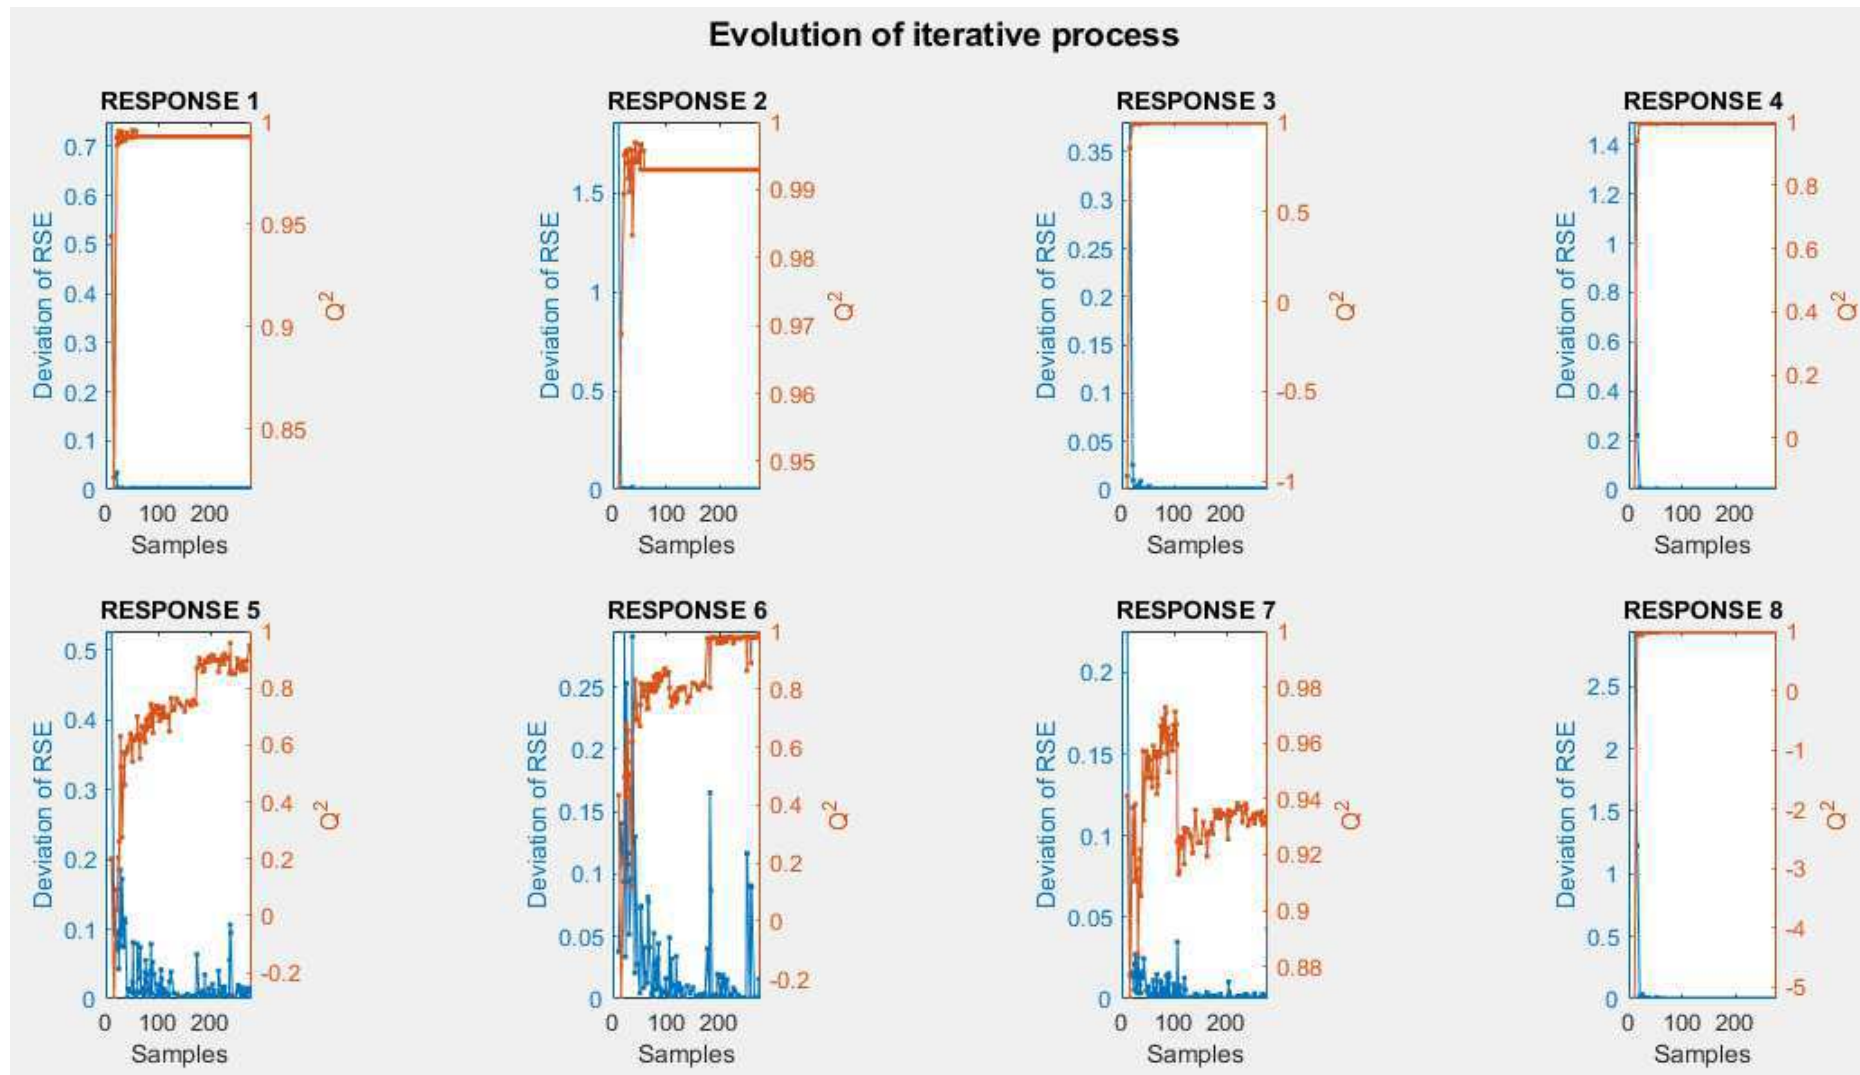 Evolution of iterative process
RESPONSE 1
Deviation of RSE
0.7
0.6
0.5
0.4
0.3
0.2
0.1
0
1
0.95
0.9
0.85
Q²
0 100 200
Samples
RESPONSE 2
Deviation of RSE
1.5
1
0.5
0
1
0.99
0.98
0.97
0.96
0.95
Q²
0 100 200
Samples
RESPONSE 3
Deviation of RSE
0.35
0.3
0.25
0.2
0.15
0.1
0.05
0
1
0.5
0
-0.5
-1
Q²
0 100 200
Samples
RESPONSE 4
Deviation of RSE
1.4
1.2
1
0.8
0.6
0.4
0.2
0
1
0.8
0.6
0.4
0.2
0
Q²
0 100 200
Samples
RESPONSE 5
Deviation of RSE
0.5
0.4
0.3
0.2
0.1
0
1
0.8
0.6
0.4
0.2
0
-0.2
Q²
0 100 200
Samples
RESPONSE 6
Deviation of RSE
0.25
0.2
0.15
0.1
0.05
0
1
0.8
0.6
0.4
0.2
0
-0.2
Q²
0 100 200
Samples
RESPONSE 7
Deviation of RSE
0.2
0.15
0.1
0.05
0
1
0.98
0.96
0.94
0.92
0.9
0.88
Q²
0 100 200
Samples
RESPONSE 8
Deviation of RSE
2.5
2
1.5
1
0.5
0
1
0
-1
-2
-3
-4
-5
Q²
0 100 200
Samples